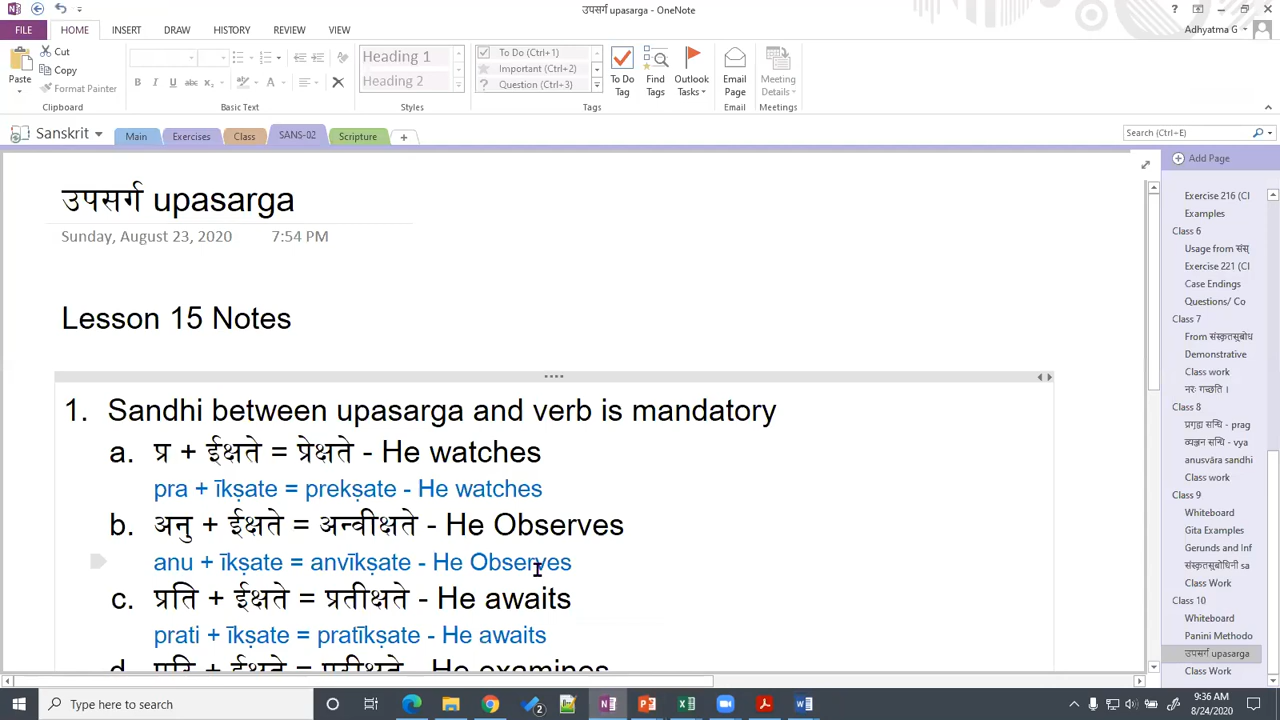 उपसर्ग upasarga - OneNote
Adhyatma G
FILE HOME INSERT DRAW HISTORY REVIEW VIEW
Cut
Copy
Format Painter
Paste
Clipboard
B I U abc
Basic Text
Heading 1
Heading 2
Styles
To Do (Ctrl+1)
Important (Ctrl+2)
Question (Ctrl+3)
Tags
To Do Tag
Find Tags
Outlook Tasks
Email Page
Email
Meeting Details
Meetings
Sanskrit
Main Exercises Class SANS-02 Scripture +
Search (Ctrl+E)
उपसर्ग upasarga
Sunday, August 23, 2020 7:54 PM
Lesson 15 Notes
1. Sandhi between upasarga and verb is mandatory
a. प्र + ईक्षते = प्रेक्षते - He watches
pra + īkṣate = prekṣate - He watches
b. अनु + ईक्षते = अन्वीक्षते - He Observes
anu + īkṣate = anvīkṣate - He Observes
c. प्रति + ईक्षते = प्रतीक्षते - He awaits
prati + īkṣate = pratīkṣate - He awaits
d. परि + ईक्षते = परीक्षते - He examines
Add Page
Exercise 216 (Cl
Examples
Class 6
Usage from संस्
Exercise 221 (Cl
Case Endings
Questions/ Co
Class 7
From संस्कृतसुबोध
Demonstrative
Class work
नरः गच्छति ।
Class 8
प्रगृह्य सन्धि - prag
व्यञ्जन सन्धि - vya
anusvāra sandhi
Class work
Class 9
Whiteboard
Gita Examples
Gerunds and Inf
संस्कृतसुबोधिनी sa
Class Work
Class 10
Whiteboard
Panini Methodo
उपसर्ग upasarga
Class Work
Type here to search
2
9:36 AM
8/24/2020